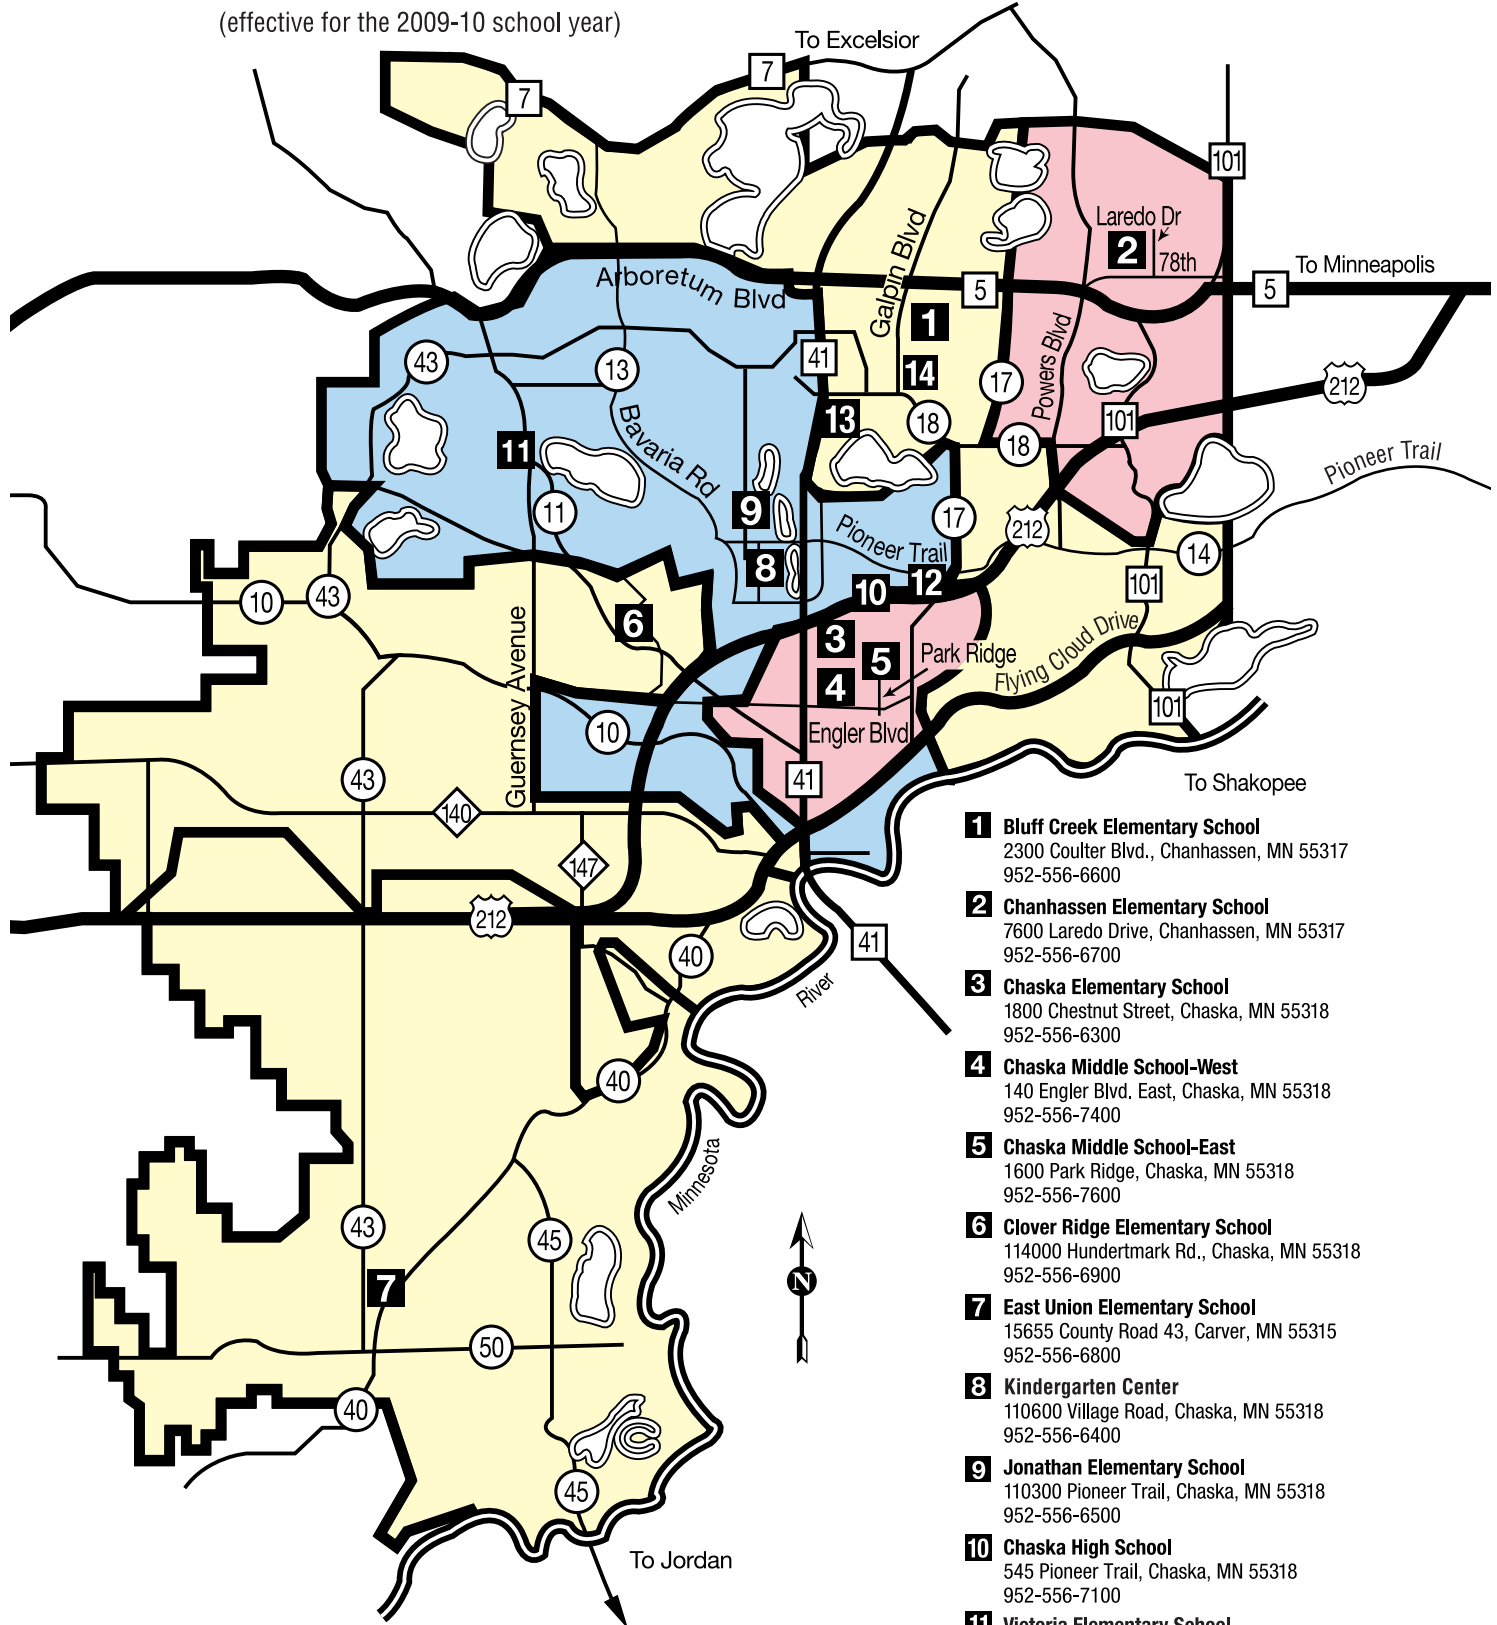 (effective for the 2009-10 school year)
To Excelsior
7
7
101
Laredo Dr
2
78th
To Minneapolis
5
5
Galpin Blvd
Arboretum Blvd
1
41
43
13
14
17
Powers Blvd
212
101
13
18
18
Bavaria Rd
11
Pioneer Trail
9
11
17
212
Pioneer Trail
14
8
12
10
101
10
43
6
3
5
Park Ridge
4
Flying Cloud Drive
Guernsey Avenue
101
10
Engler Blvd
41
43
140
147
212
40
41
River
To Shakopee
40
Minnesota
43
45
7
N
50
40
45
To Jordan
1 Bluff Creek Elementary School
2300 Coulter Blvd., Chanhassen, MN 55317
952-556-6600
2 Chanhassen Elementary School
7600 Laredo Drive, Chanhassen, MN 55317
952-556-6700
3 Chaska Elementary School
1800 Chestnut Street, Chaska, MN 55318
952-556-6300
4 Chaska Middle School-West
140 Engler Blvd. East, Chaska, MN 55318
952-556-7400
5 Chaska Middle School-East
1600 Park Ridge, Chaska, MN 55318
952-556-7600
6 Clover Ridge Elementary School
114000 Hundertmark Rd., Chaska, MN 55318
952-556-6900
7 East Union Elementary School
15655 County Road 43, Carver, MN 55315
952-556-6800
8 Kindergarten Center
110600 Village Road, Chaska, MN 55318
952-556-6400
9 Jonathan Elementary School
110300 Pioneer Trail, Chaska, MN 55318
952-556-6500
10 Chaska High School
545 Pioneer Trail, Chaska, MN 55318
952-556-7100
11 Victoria Elementary School